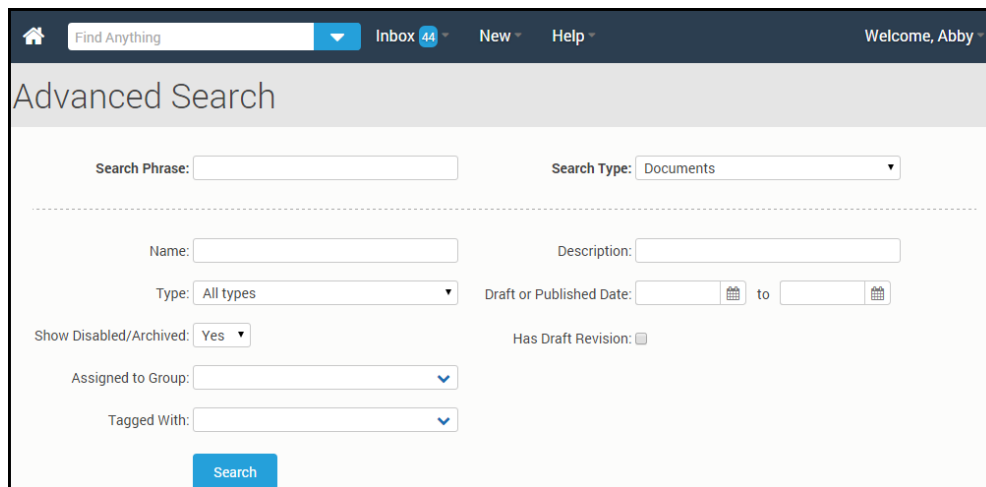 Find Anything Inbox 44 New Help Welcome, Abby
Advanced Search
Search Phrase: Search Type: Documents
Name: Description:
Type: All types Draft or Published Date: to
Show Disabled/Archived: Yes Has Draft Revision:
Assigned to Group:
Tagged With:
Search